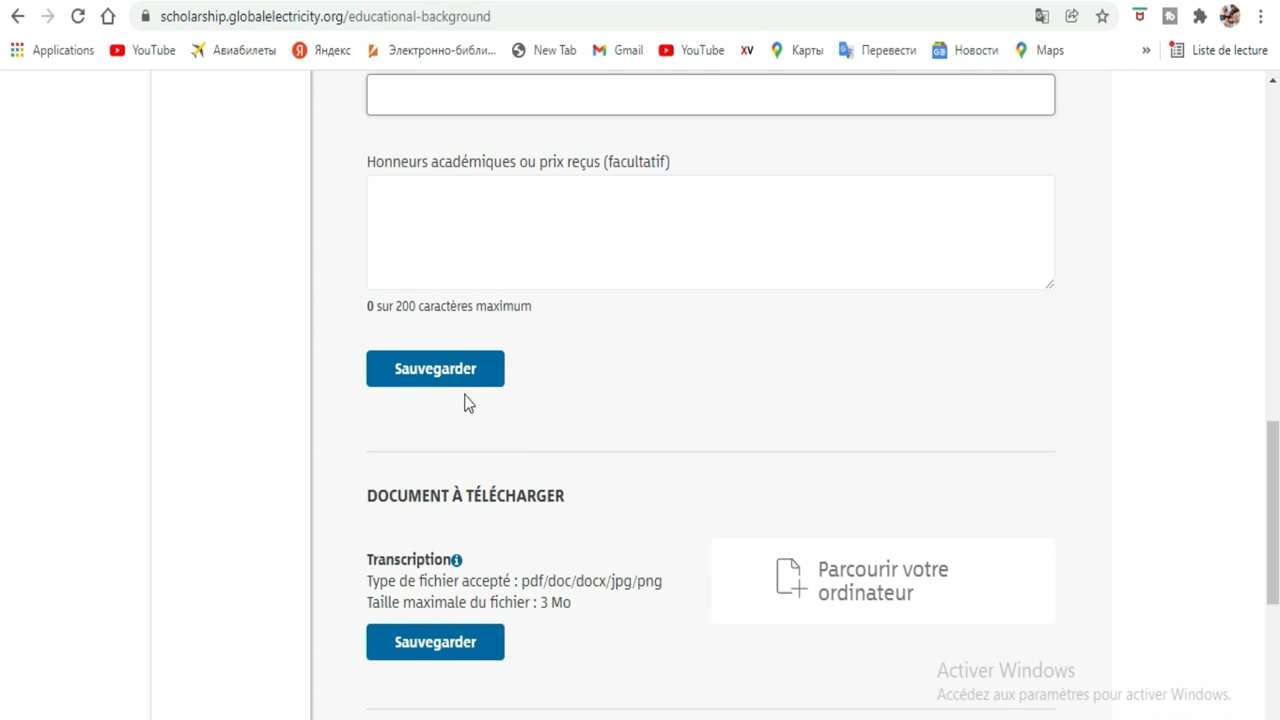 scholarship.globalelectricity.org/educational-background
Applications YouTube Авиабилеты Яндекс Электронно-библи... New Tab Gmail YouTube XV Карты Перевести Новости Maps » Liste de lecture
Honneurs académiques ou prix reçus (facultatif)
0 sur 200 caractères maximum
Sauvegarder
DOCUMENT À TÉLÉCHARGER
Transcription
Type de fichier accepté : pdf/doc/docx/jpg/png
Taille maximale du fichier : 3 Mo
Parcourir votre
ordinateur
Sauvegarder
Activer Windows
Accédez aux paramètres pour activer Windows.